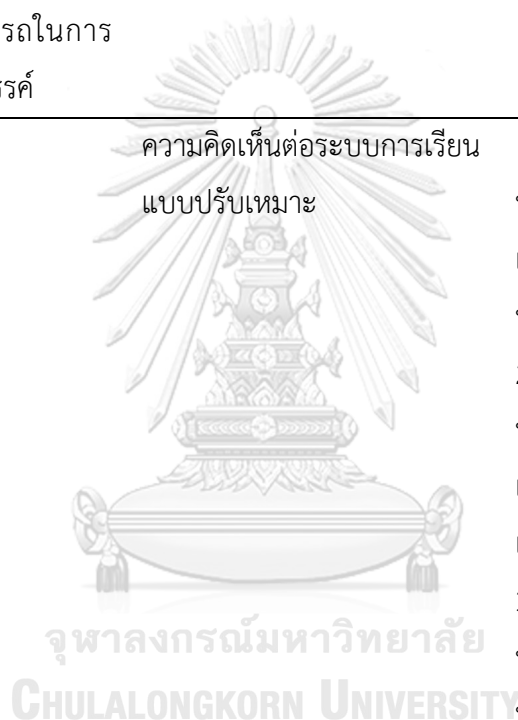 รถในการ
รรค์
ความคิดเห็นต่อระบบการเรียน
แบบปรับเหมาะ
จุฬาลงกรณ์มหาวิทยาลัย
CHULALONGKORN UNIVERSITY